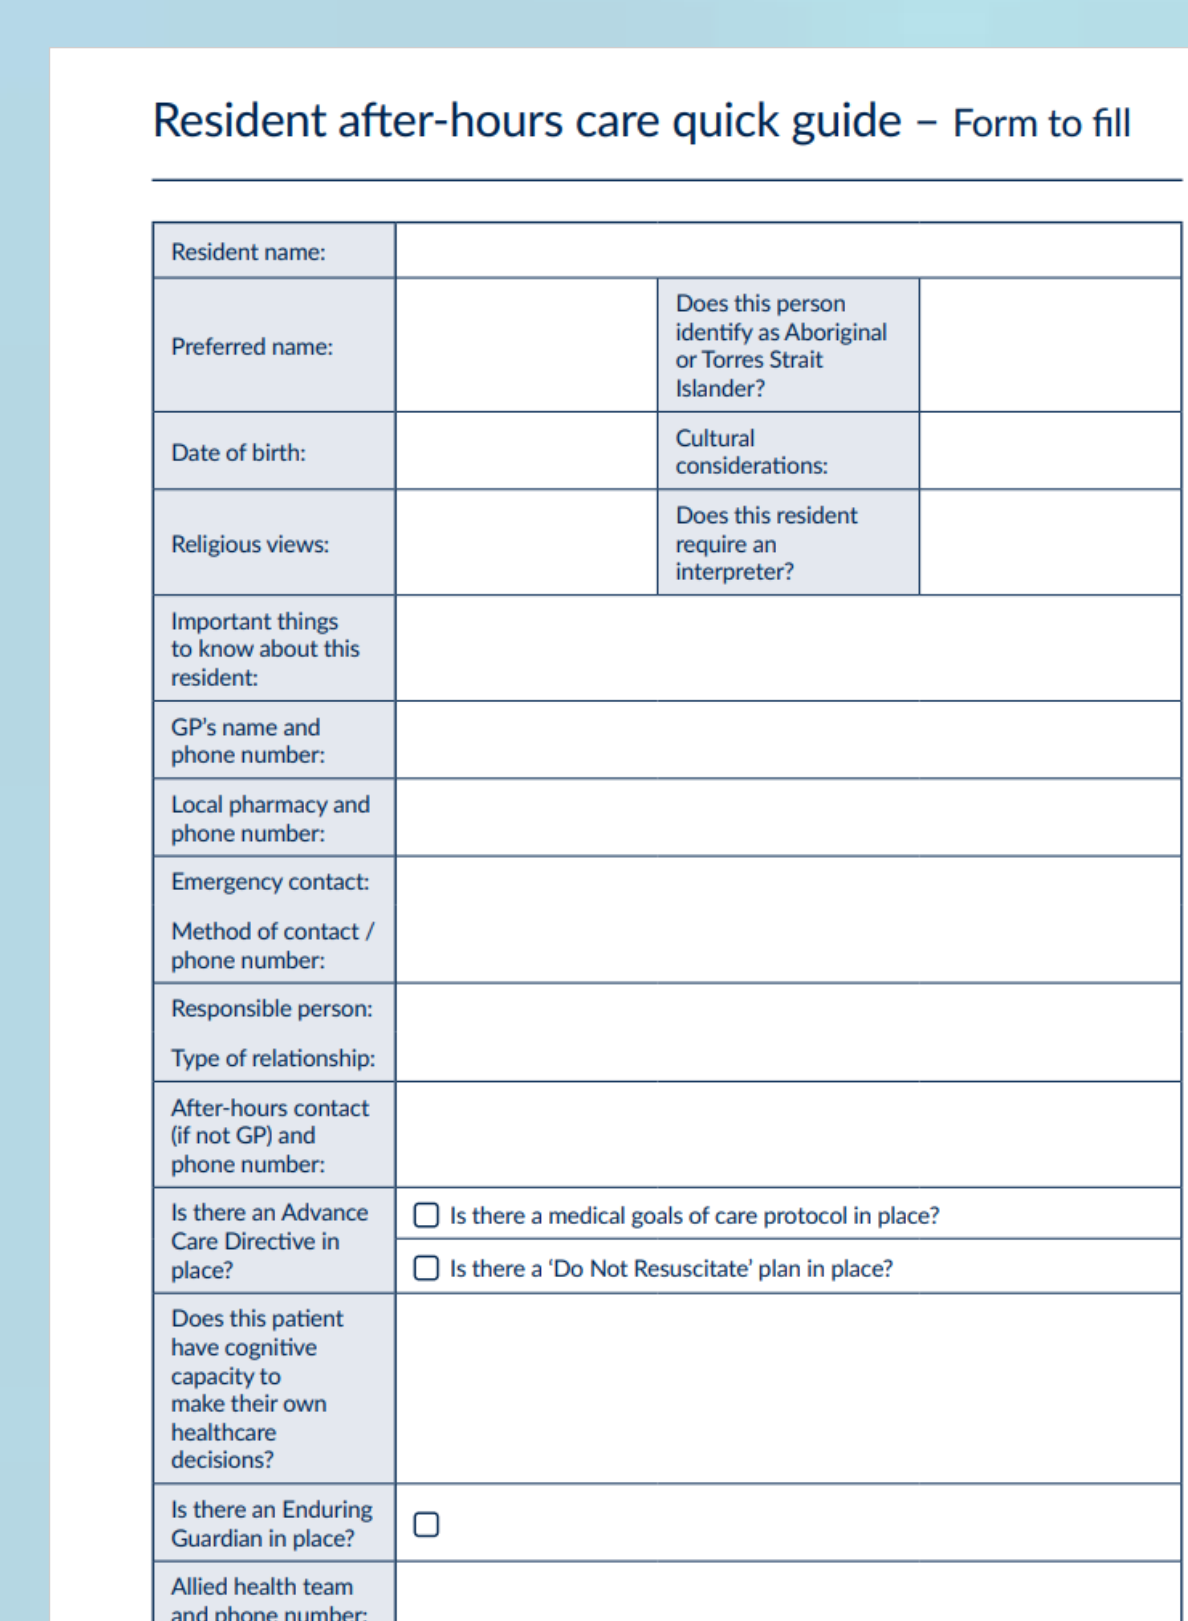 Resident after-hours care quick guide – Form to fill
Resident name:
Preferred name:
Does this person
identify as Aboriginal
or Torres Strait
Islander?
Date of birth:
Cultural
considerations:
Religious views:
Does this resident
require an
interpreter?
Important things
to know about this
resident:
GP’s name and
phone number:
Local pharmacy and
phone number:
Emergency contact:
Method of contact /
phone number:
Responsible person:
Type of relationship:
After-hours contact
(if not GP) and
phone number:
Is there an Advance
Care Directive in
place?
Is there a medical goals of care protocol in place?
Is there a ‘Do Not Resuscitate’ plan in place?
Does this patient
have cognitive
capacity to
make their own
healthcare
decisions?
Is there an Enduring
Guardian in place?
Allied health team
and phone number: